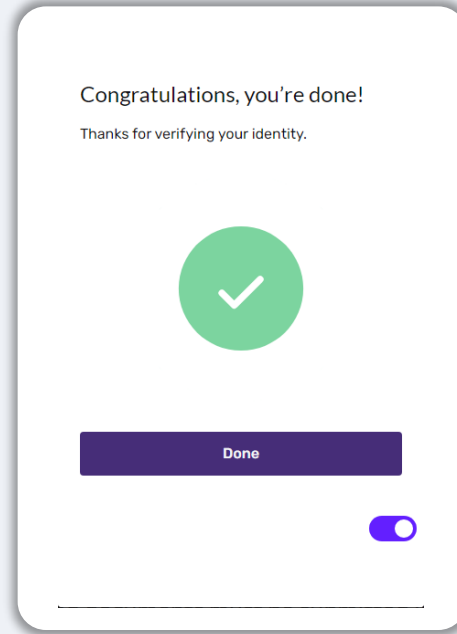 Congratulations, you’re done!
Thanks for verifying your identity.
Done